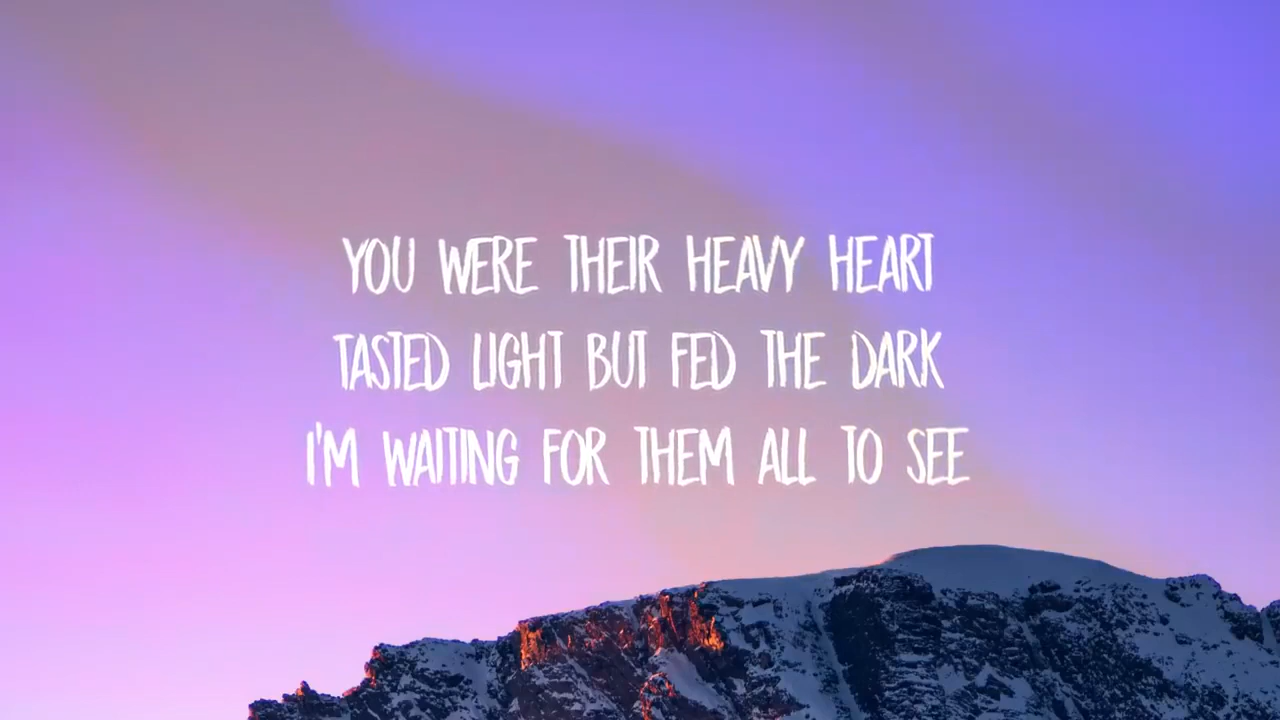 YOU WERE THEIR HEAVY HEART
TASTED LIGHT BUT FED THE DARK
I'M WAITING FOR THEM ALL TO SEE